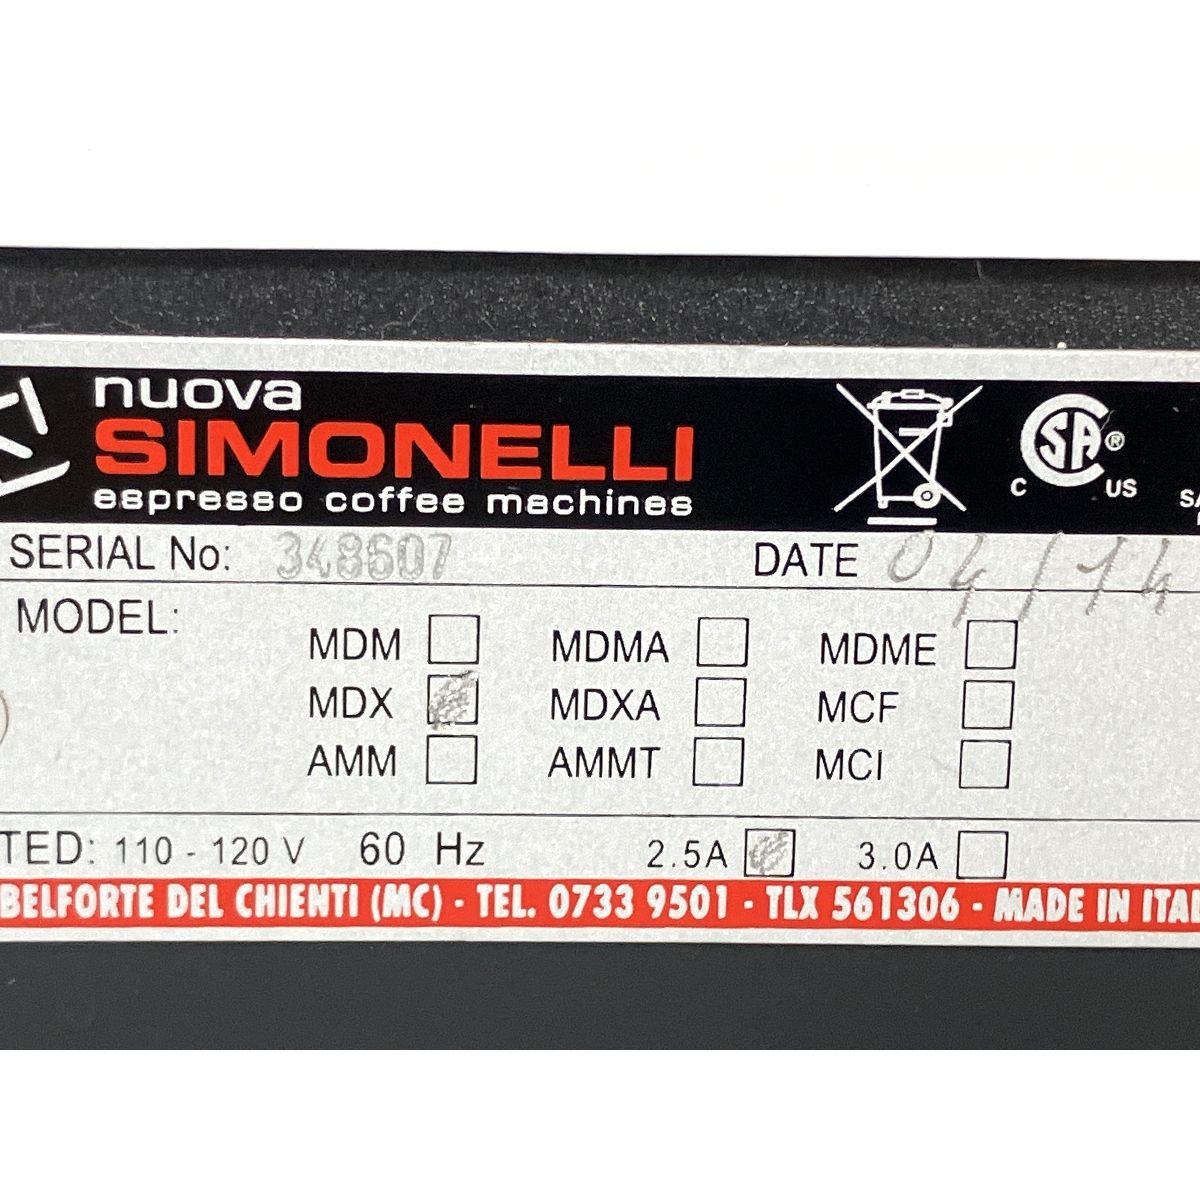 nuova
SIMONELLI
espresso coffee machines
SA®
C US
SERIAL No: 348607 DATE 04/14
MODEL:
MDM MDMA MDME
MDX MDXA MCF
AMM AMMT MCI
TED: 110 - 120 V 60 Hz 2.5A 3.0A
BELFORTE DEL CHIENTI (MC) · TEL. 0733 9501 · TLX 561306 - MADE IN ITA